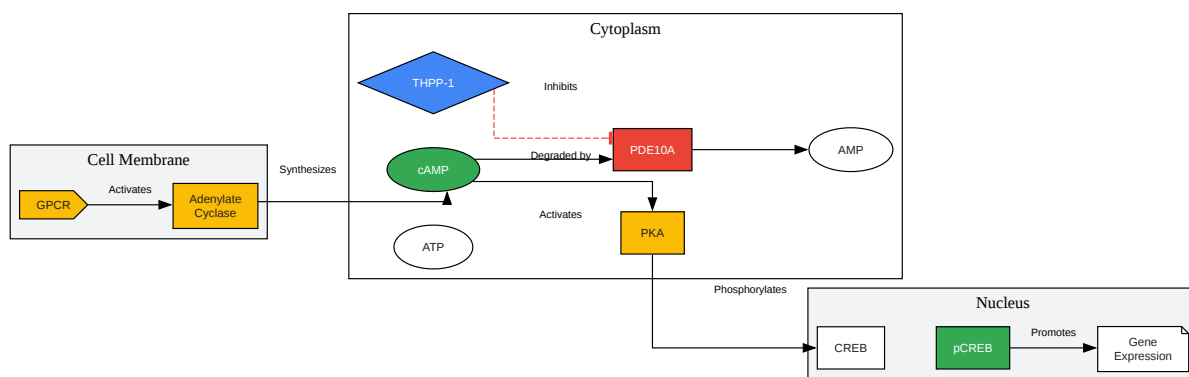 Cytoplasm
THPP-1
Inhibits
Cell Membrane
Synthesizes
cAMP
Degraded by
PDE10A
AMP
GPCR
Activates
Adenylate
Cyclase
Activates
PKA
ATP
Phosphorylates
Nucleus
CREB
pCREB
Promotes
Gene
Expression